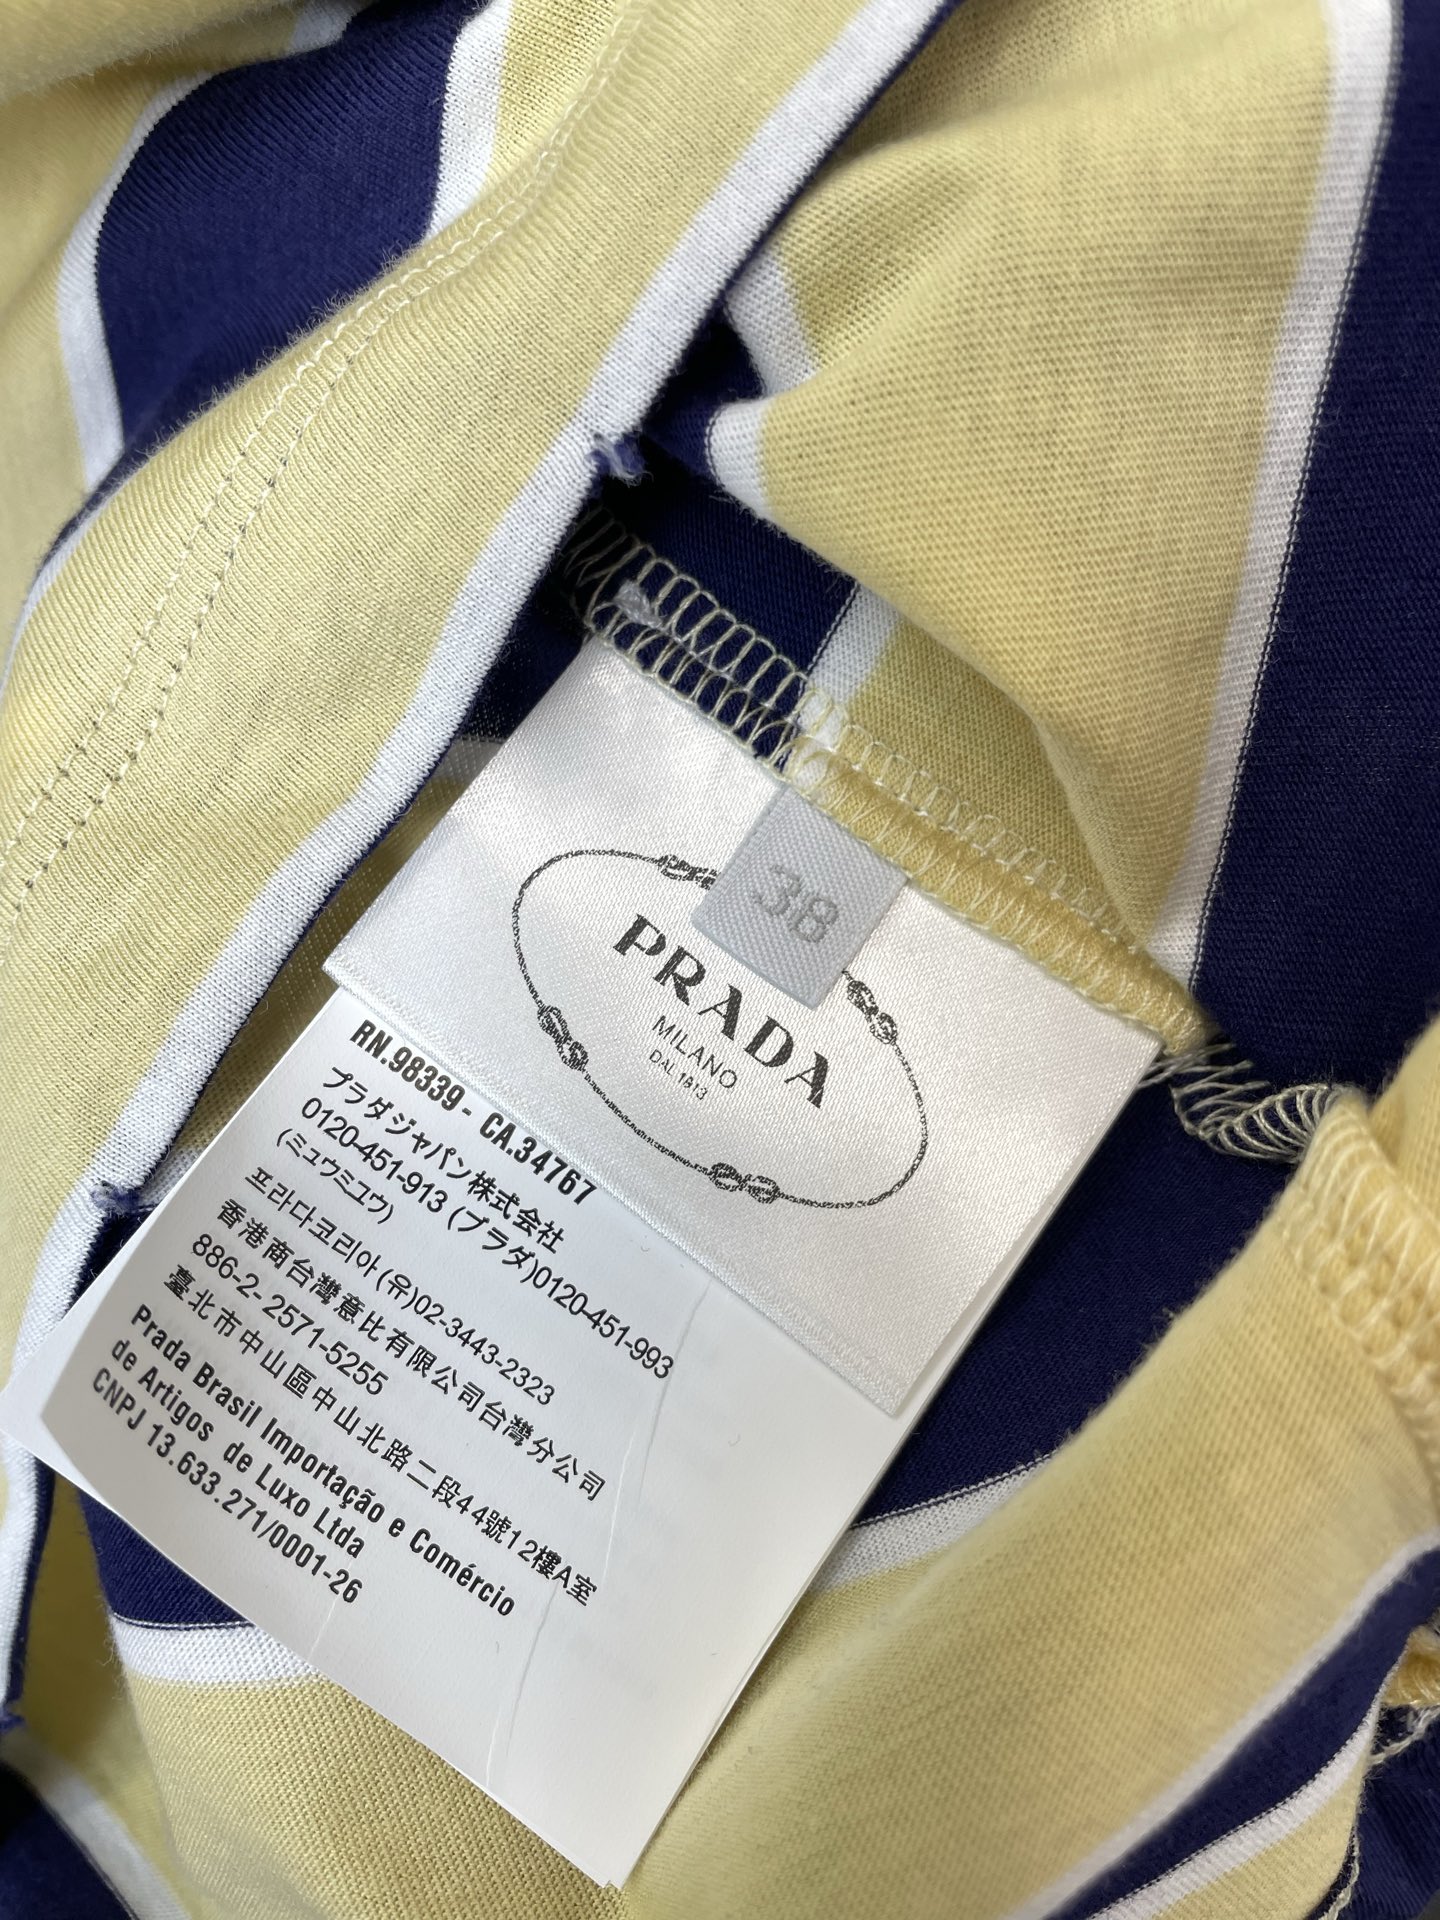 38
PRADA
MILANO
DAL 1913
RN.98339 - CA.34767
プラダジャパン株式会社
0120-451-913 (プラダ)0120-451-993
(ミュウミュウ)
프라다코리아(유)02-3443-2323
香港商台灣意比有限公司台灣分公司
886-2-2571-5255
臺北市中山區中山北路二段44號12樓A室
Prada Brasil Importação e Comércio
de Artigos de Luxo Ltda
CNPJ 13.633.271/0001-26